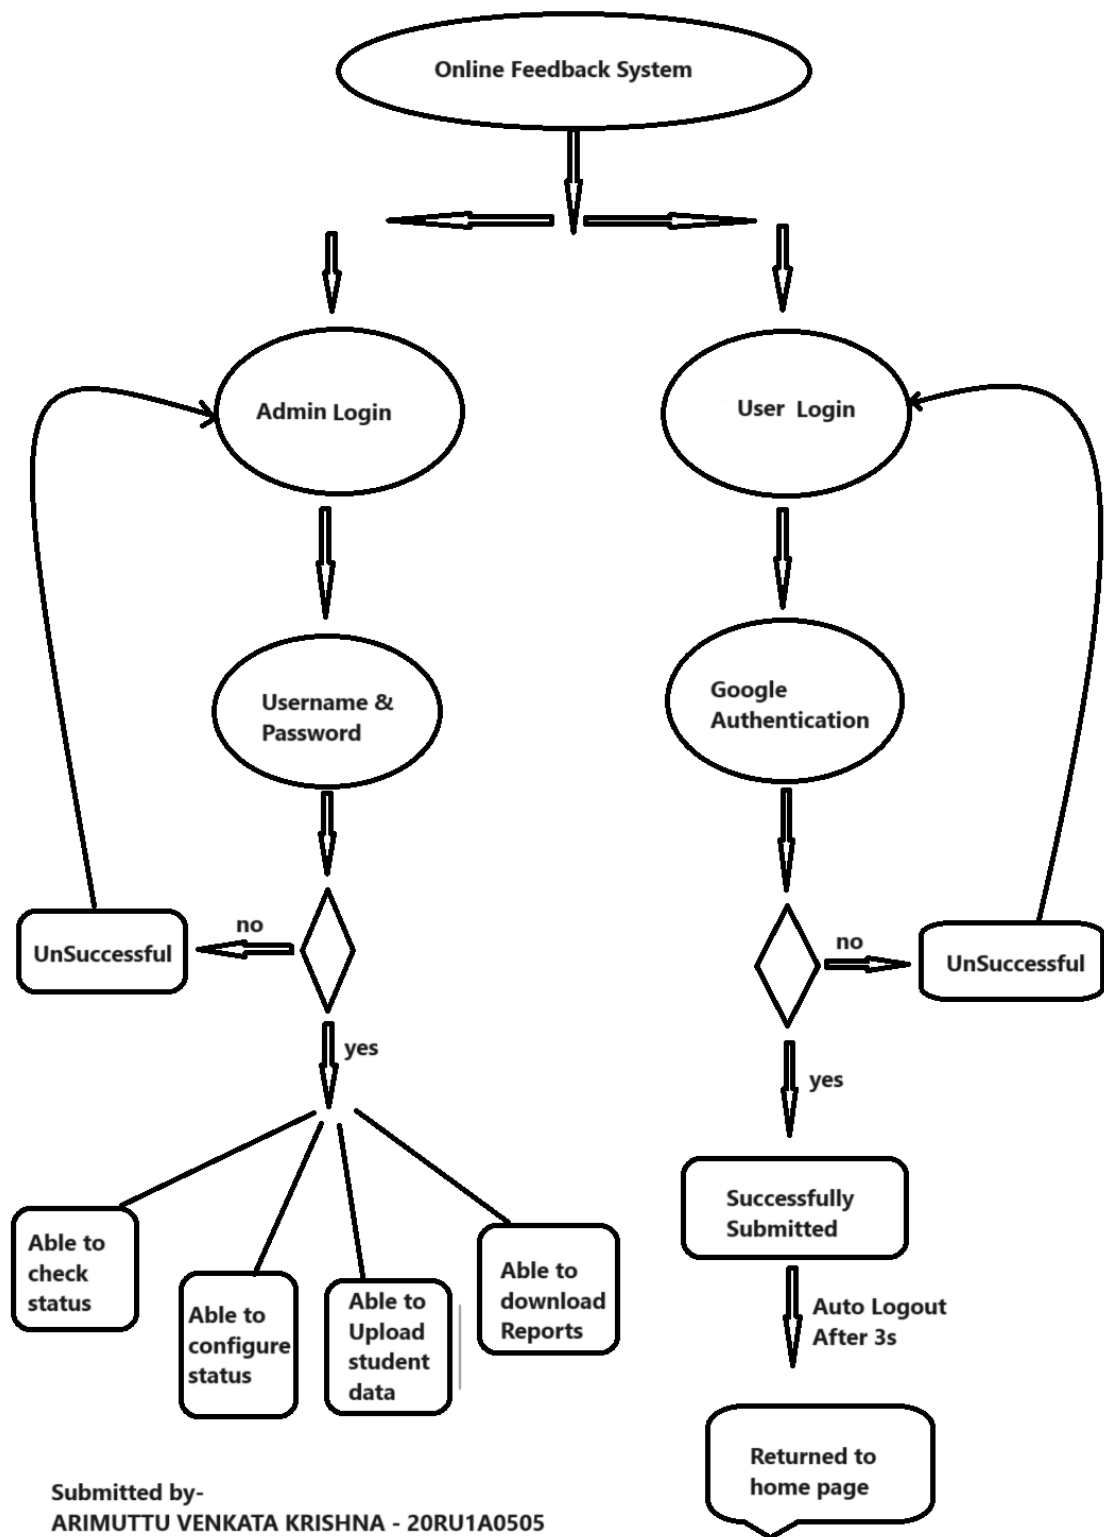 Online Feedback System
Admin Login
User Login
Username &
Password
Google
Authentication
no
UnSuccessful
no
UnSuccessful
yes
yes
Able to
check
status
Able to
configure
status
Able to
Upload
student
data
Able to
download
Reports
Successfully
Submitted
Auto Logout
After 3s
Returned to
home page
Submitted by-
ARIMUTTU VENKATA KRISHNA - 20RU1A0505